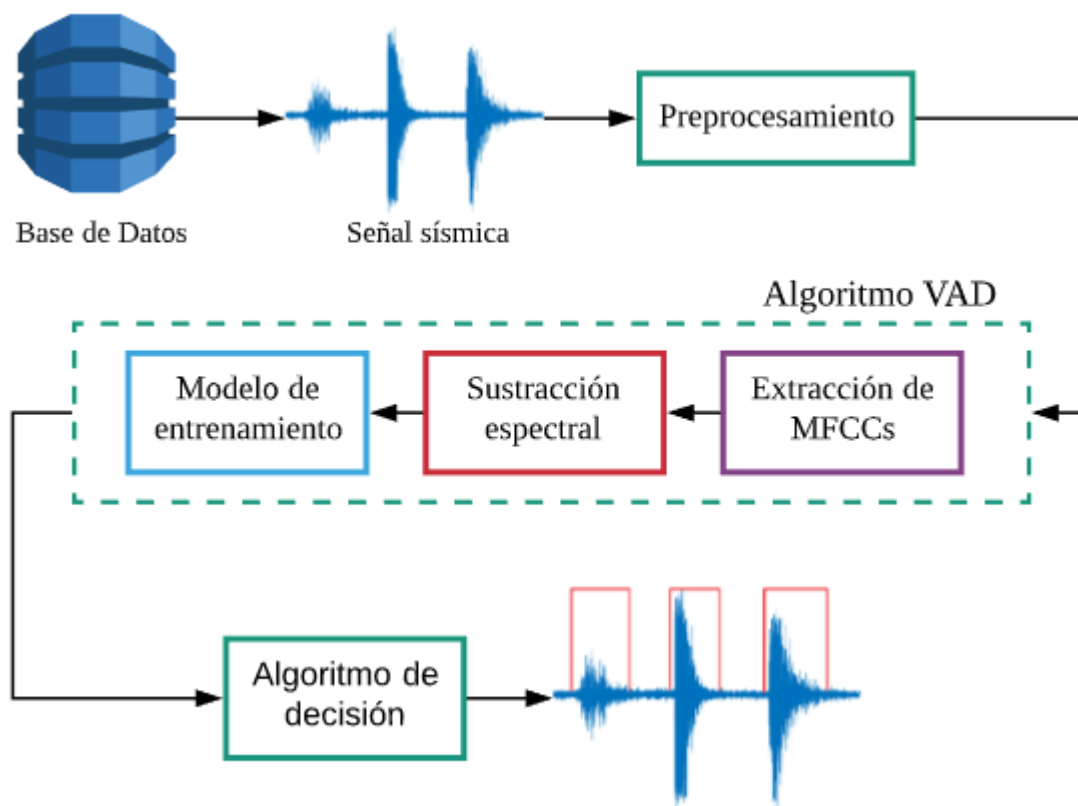 Preprocesamiento
Base de Datos
Señal sísmica
Algoritmo VAD
Modelo de
entrenamiento
Sustracción
espectral
Extracción de
MFCCs
Algoritmo de
decisión